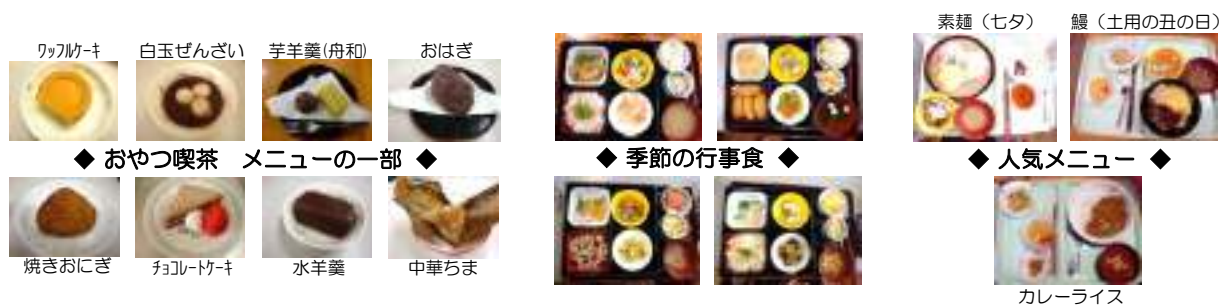 ﾜｯﾌﾙｹｰｷ
白玉ぜんざい
芋羊羹(舟和)
おはぎ
◆ おやつ喫茶　メニューの一部 ◆
焼きおにぎ
ﾁｮｺﾚｰﾄｹｰｷ
水羊羹
中華ちま
◆ 季節の行事食 ◆
素麺（七夕）
鰻（土用の丑の日）
◆ 人気メニュー ◆
カレーライス